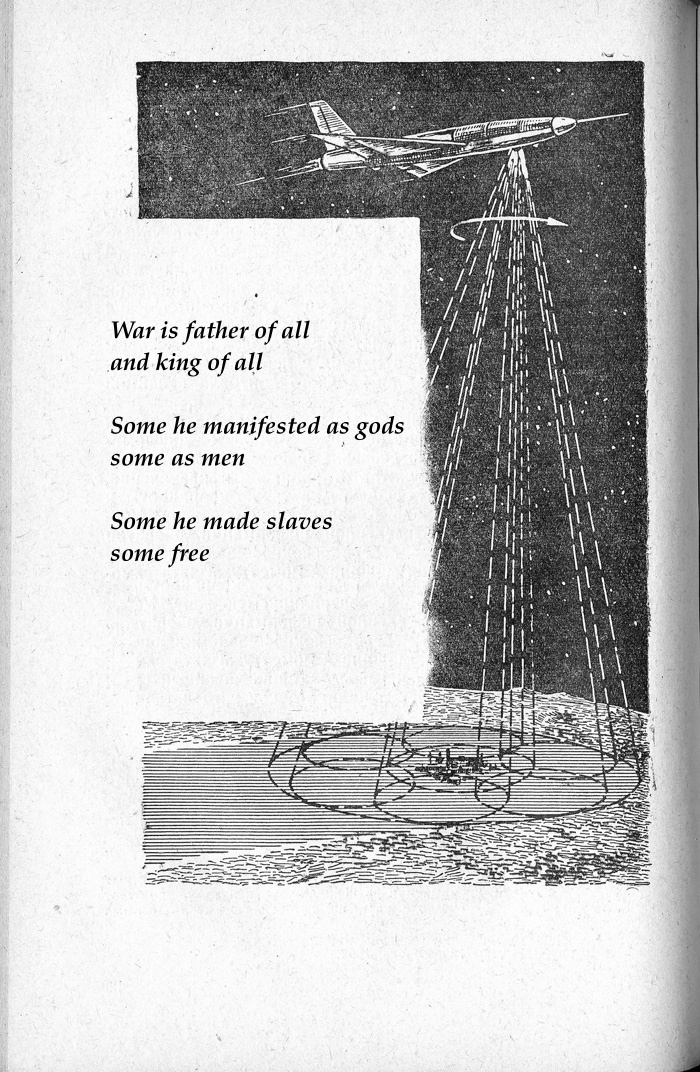 War is father of all
and king of all
Some he manifested as gods
some as men
Some he made slaves
some free